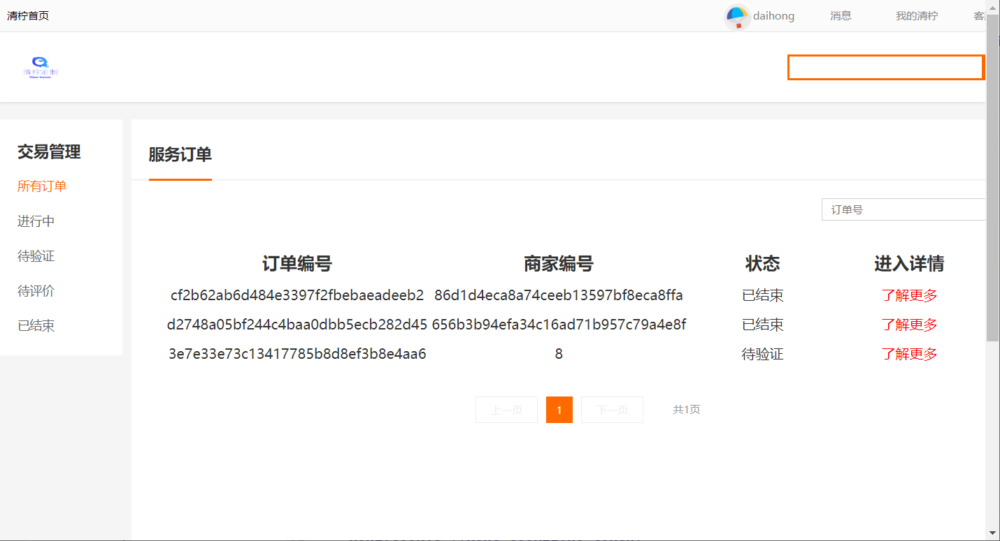 清柠首页
daihong
消息
我的清柠
清柠定制
交易管理
所有订单
进行中
待验证
待评价
已结束
服务订单
订单号
订单编号 商家编号 状态 进入详情
cf2b62ab6d484e3397f2fbebaeadeeb2 86d1d4eca8a74ceeb13597bf8eca8ffa 已结束 了解更多
d2748a05bf244c4baa0dbb5ecb282d45 656b3b94efa34c16ad71b957c79a4e8f 已结束 了解更多
3e7e33e73c13417785b8d8ef3b8e4aa6 8 待验证 了解更多
上一页 1 下一页 共1页